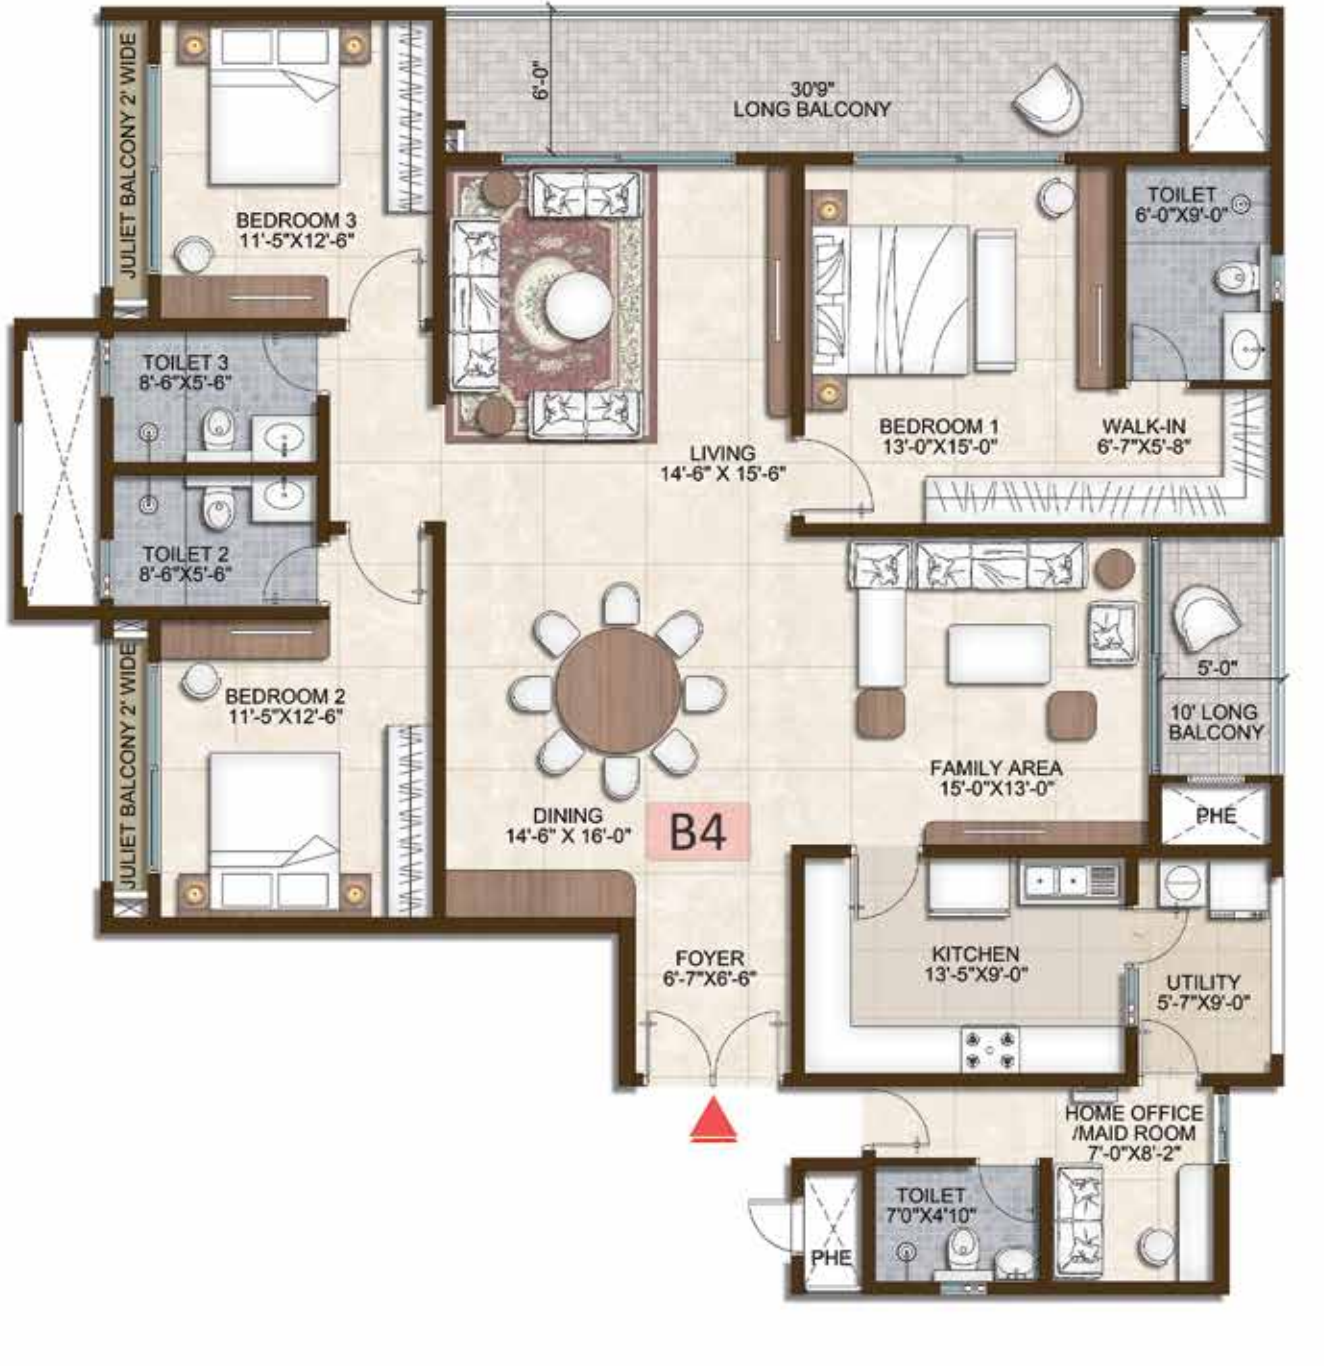 JULIET BALCONY 2' WIDE
6'-0"
30'9"
LONG BALCONY
BEDROOM 3
11'-5"X12'-6"
TOILET
6'-0"X9'-0"
TOILET 3
8'-6"X5'-6"
LIVING
14'-6" X 15'-6"
BEDROOM 1
13'-0"X15'-0"
WALK-IN
6'-7"X5'-8"
TOILET 2
8'-6"X5'-6"
JULIET BALCONY 2' WIDE
BEDROOM 2
11'-5"X12'-6"
5'-0"
10' LONG
BALCONY
FAMILY AREA
15'-0"X13'-0"
DINING
14'-6" X 16'-0"
B4
PHE
FOYER
6'-7"X6'-6"
KITCHEN
13'-5"X9'-0"
UTILITY
5'-7"X9'-0"
HOME OFFICE
/MAID ROOM
7'-0"X8'-2"
TOILET
7'0"X4'10"
PHE